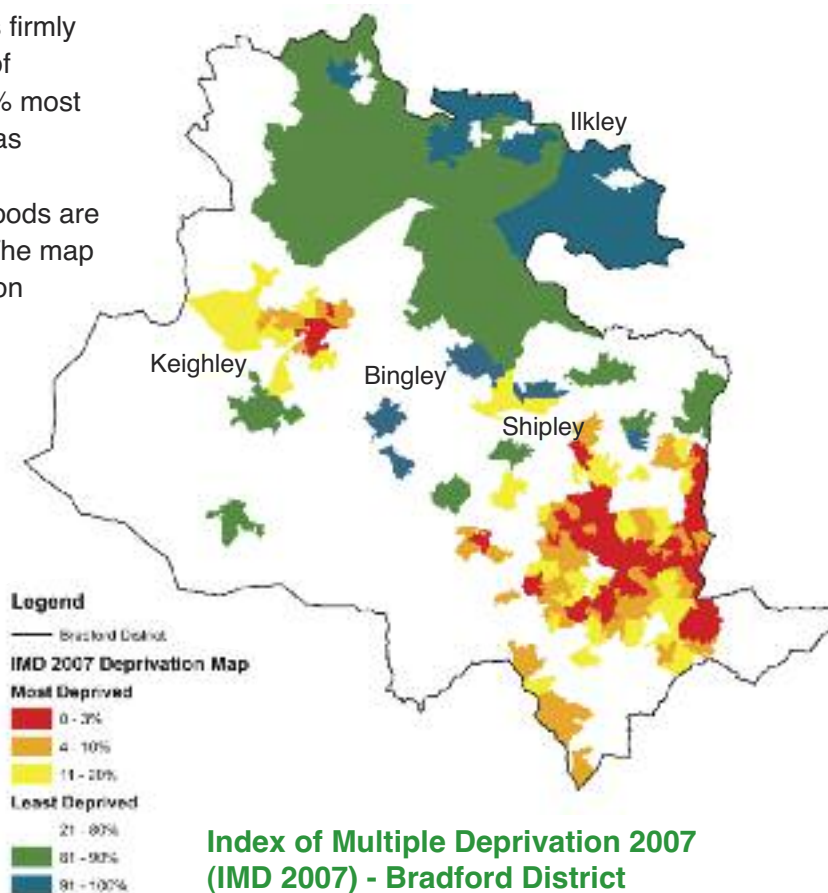 firmly
of
% most
as
oods are
he map
on
Ilkley
Keighley
Bingley
Shipley
Legend
Bradford District
IMD 2007 Deprivation Map
Most Deprived
0 - 3%
4 - 10%
11 - 20%
Least Deprived
21 - 80%
81 - 90%
91 - 100%
Index of Multiple Deprivation 2007
(IMD 2007) - Bradford District